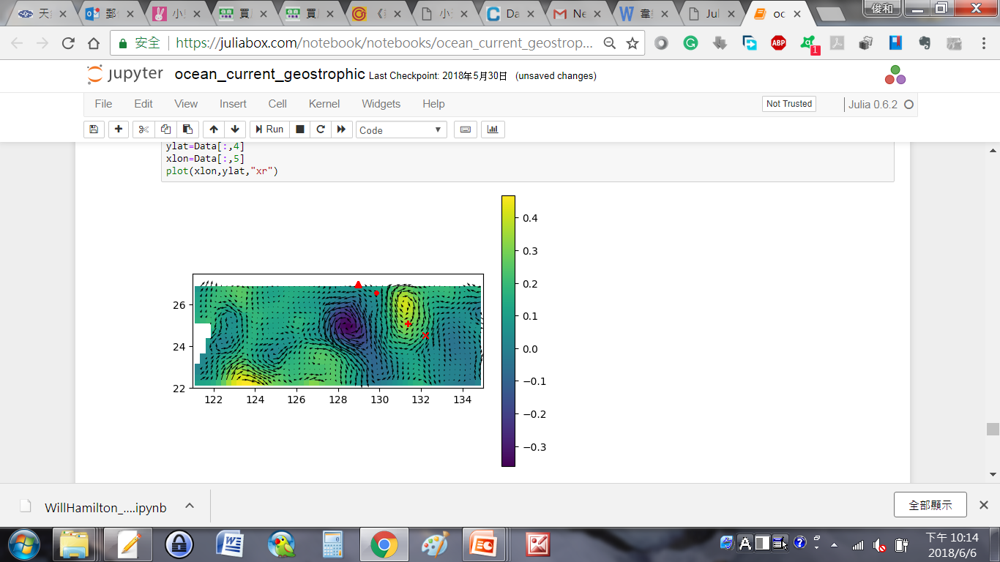 天 郵 小 買 買 《 小 Da Ne 韋 Jul oc 俊和
安全 https://juliabox.com/notebook/notebooks/ocean_current_geostrop... ABP 1
jupyter ocean_current_geostrophic Last Checkpoint: 2018年5月30日 (unsaved changes)
File Edit View Insert Cell Kernel Widgets Help Not Trusted Julia 0.6.2
Run Code
ylat=Data[:,4]
xlon=Data[:,5]
plot(xlon,ylat,"xr")
0.4
0.3
0.2
0.1
0.0
−0.1
−0.2
−0.3
26
24
22
122 124 126 128 130 132 134
WillHamilton_....ipynb 全部顯示
A 下午 10:14
2018/6/6